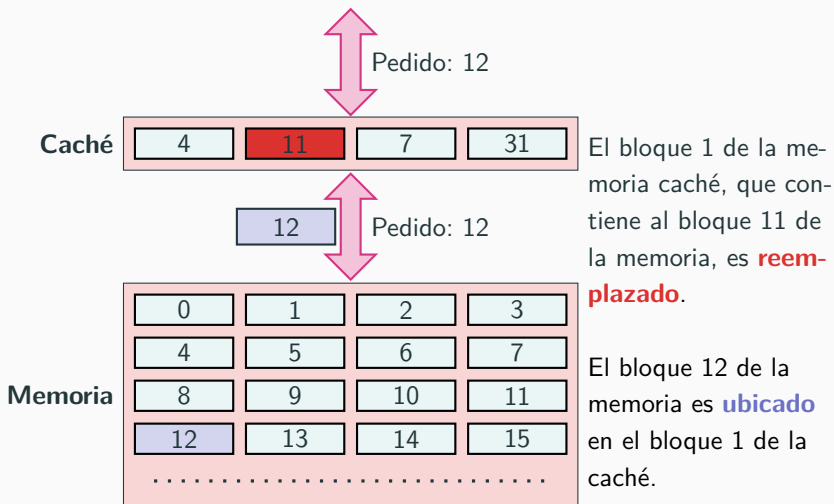 Pedido: 12
Caché
4 11 7 31
12
Pedido: 12
El bloque 1 de la me-
moria caché, que con-
tiene al bloque 11 de
la memoria, es reem-
plazado.
Memoria
0 1 2 3
4 5 6 7
8 9 10 11
12 13 14 15
El bloque 12 de la
memoria es ubicado
en el bloque 1 de la
caché.